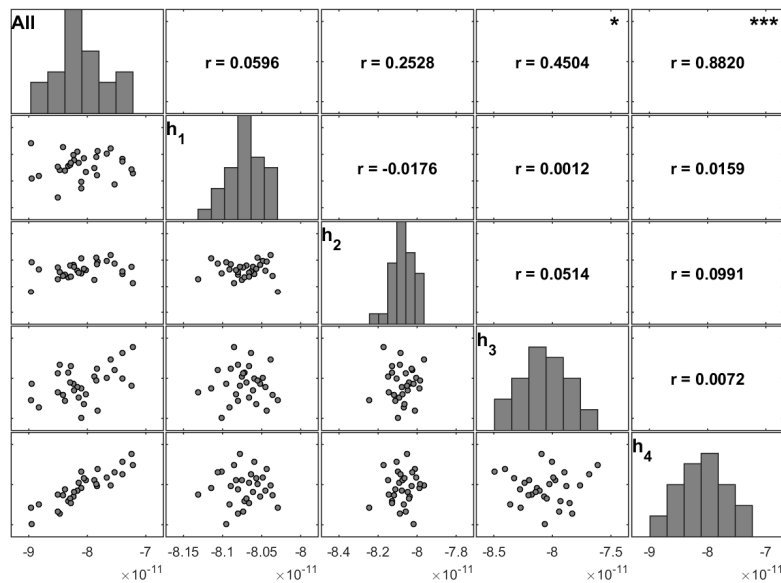 All * ***
r = 0.0596 r = 0.2528 r = 0.4504 r = 0.8820
h₁ r = -0.0176 r = 0.0012 r = 0.0159
h₂ r = 0.0514 r = 0.0991
h₃ r = 0.0072
h₄
-9 -8 -7 -8.15 -8.1 -8.05 -8 -8.4 -8.2 -8 -7.8 -8.5 -8 -7.5 -9 -8 -7
×10⁻¹¹ ×10⁻¹¹ ×10⁻¹¹ ×10⁻¹¹ ×10⁻¹¹